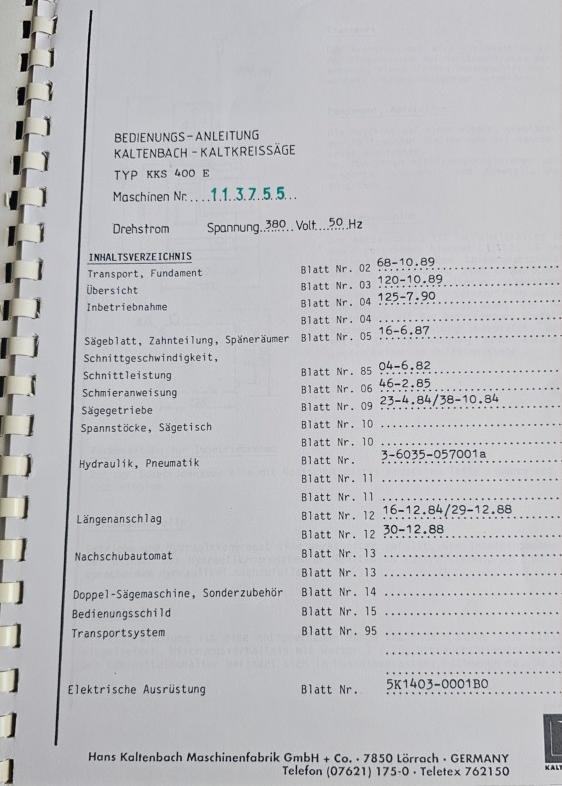 BEDIENUNGS-ANLEITUNG
KALTENBACH - KALTKREISSÄGE
TYP KKS 400 E
Maschinen Nr.....1.1.3.7.5.5...
Drehstrom Spannung..380...Volt..50.Hz
INHALTSVERZEICHNIS
Transport, Fundament Blatt Nr. 02 68-10.89
Übersicht Blatt Nr. 03 120-10.89
Inbetriebnahme Blatt Nr. 04 125-7.90
Blatt Nr. 04
Sägeblatt, Zahnteilung, Späneräumer Blatt Nr. 05 16-6.87
Schnittgeschwindigkeit,
Schnittleistung Blatt Nr. 85 04-6.82
Schmieranweisung Blatt Nr. 06 46-2.85
Sägegetriebe Blatt Nr. 09 23-4.84/38-10.84
Spannstöcke, Sägetisch Blatt Nr. 10
Blatt Nr. 10
Hydraulik, Pneumatik Blatt Nr. 3-6035-057001a
Blatt Nr. 11
Blatt Nr. 11
Längenanschlag Blatt Nr. 12 16-12.84/29-12.88
Blatt Nr. 12 30-12.88
Nachschubautomat Blatt Nr. 13
Blatt Nr. 13
Doppel-Sägemaschine, Sonderzubehör Blatt Nr. 14
Bedienungsschild Blatt Nr. 15
Transportsystem Blatt Nr. 95
Elektrische Ausrüstung Blatt Nr. 5K1403-0001B0
Hans Kaltenbach Maschinenfabrik GmbH + Co. · 7850 Lörrach · GERMANY
Telefon (07621) 175-0 · Teletex 762150